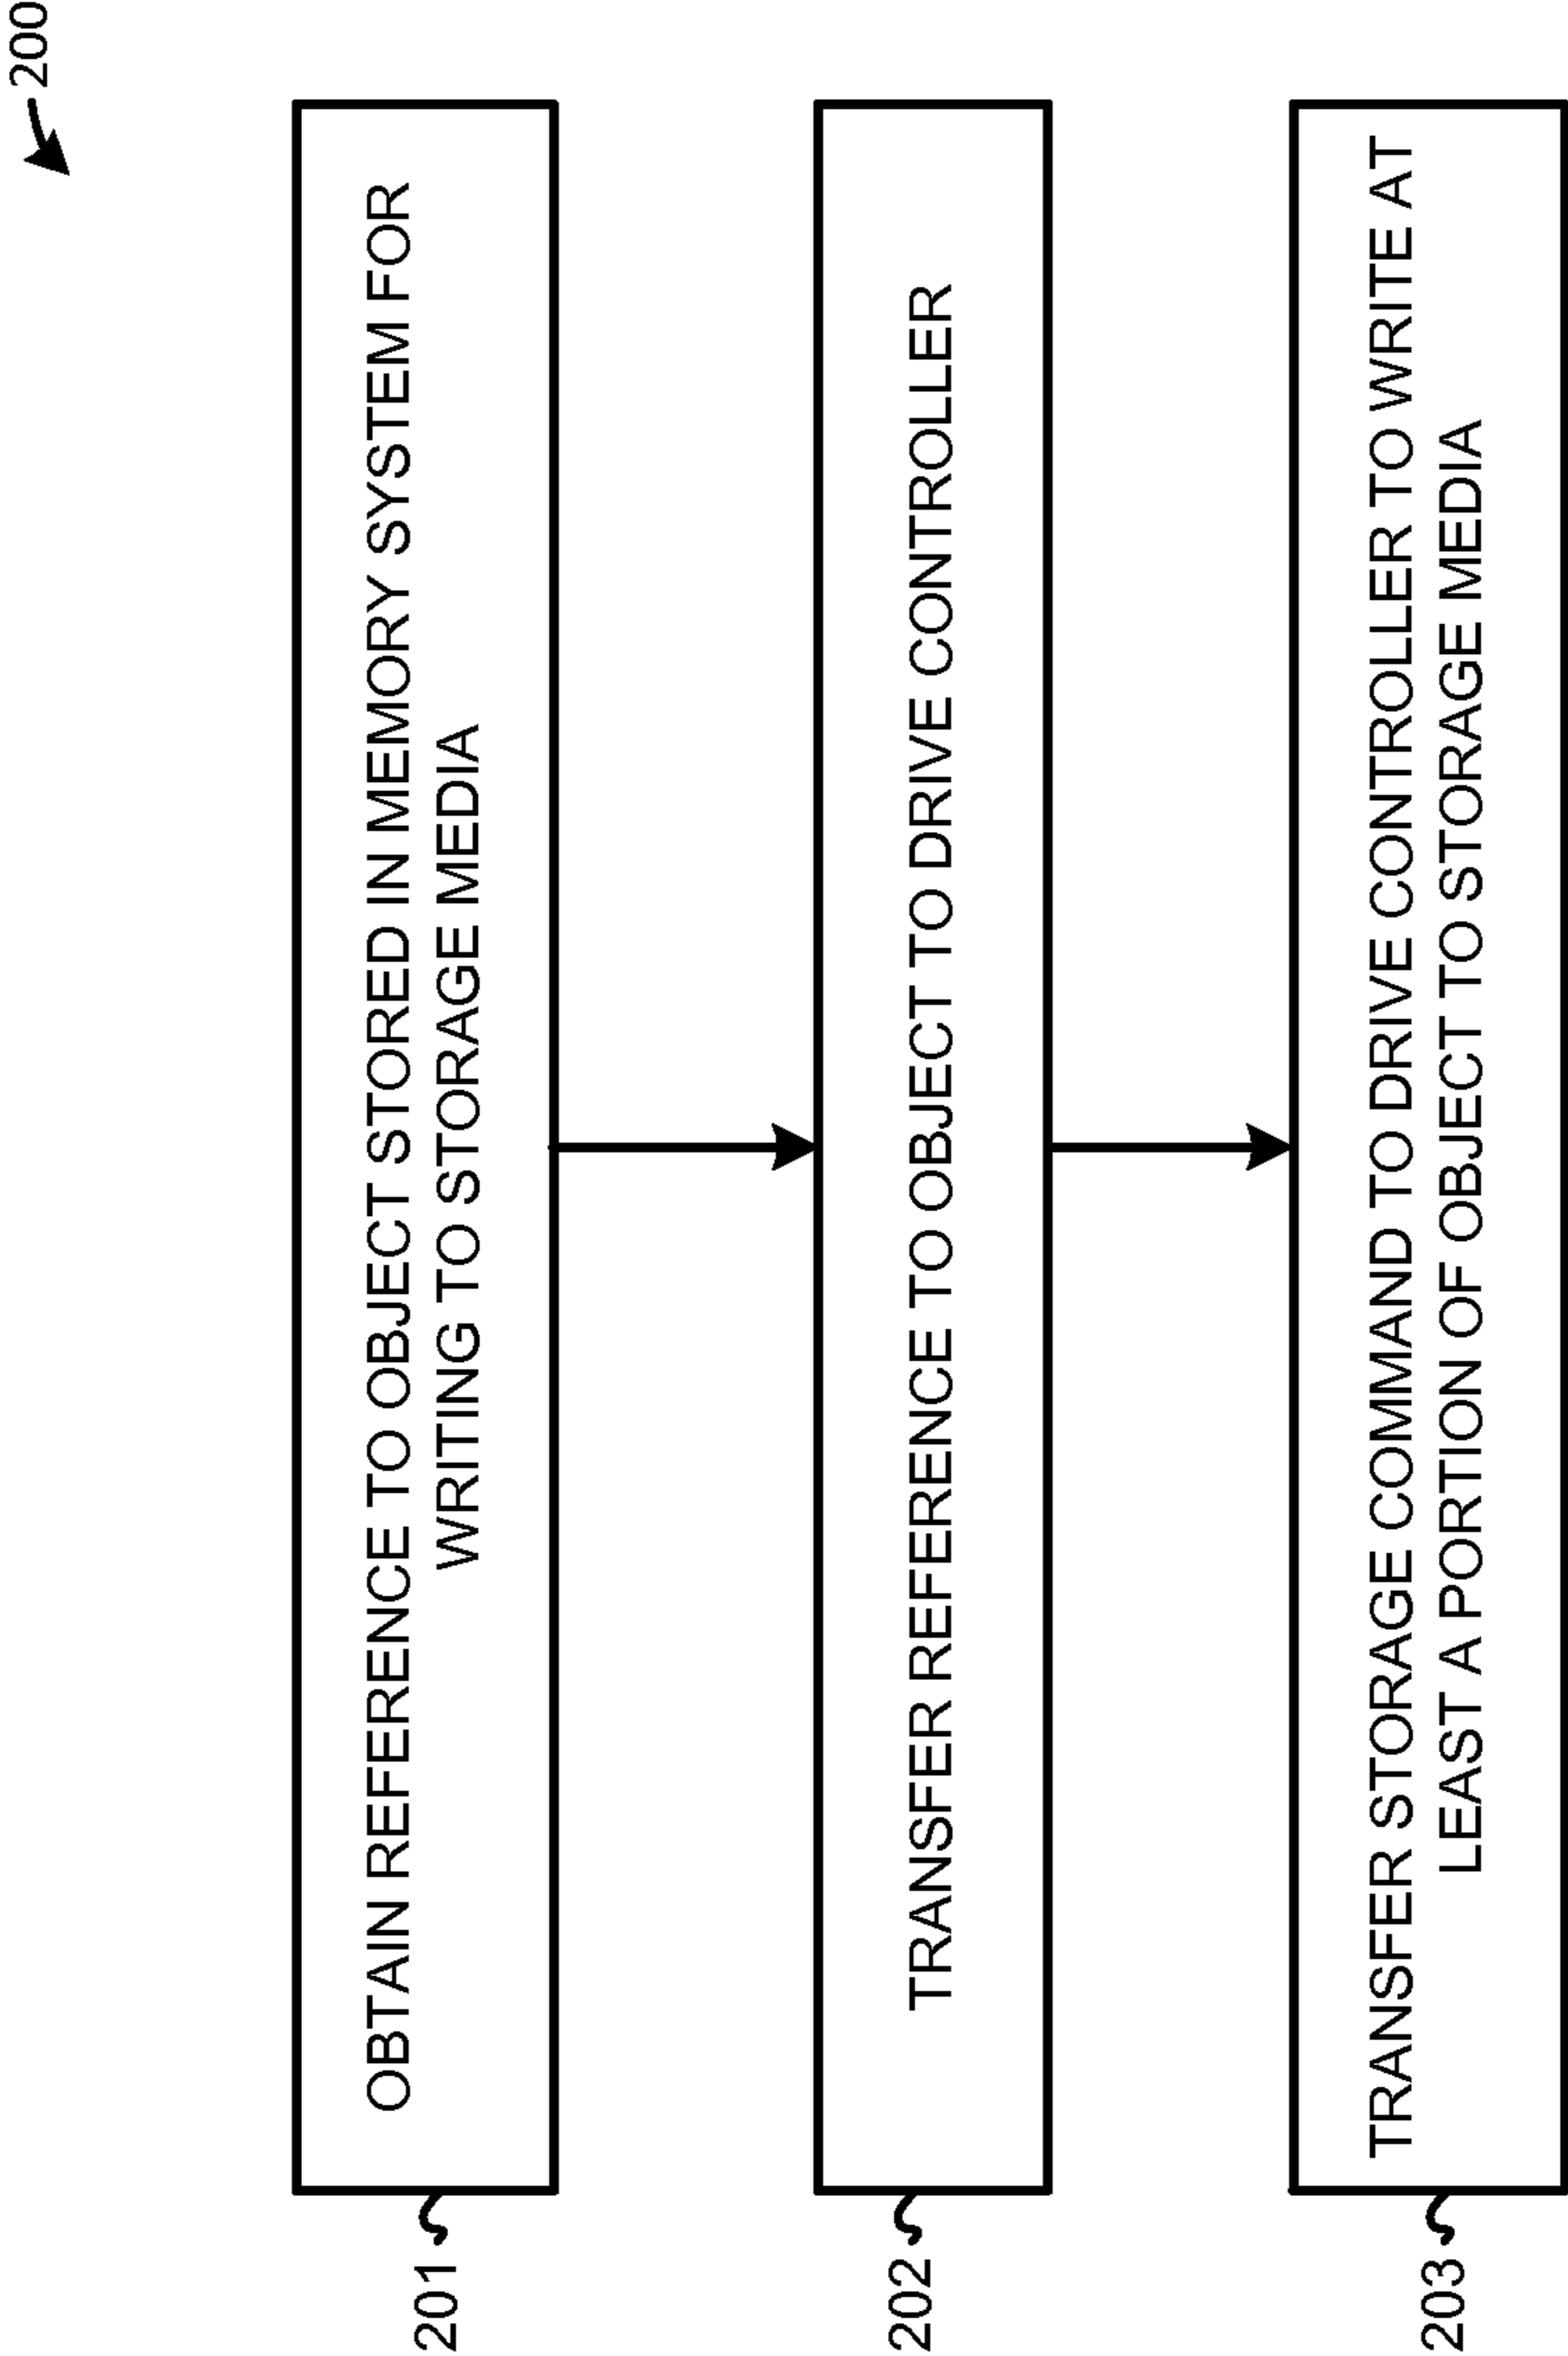 200
201
OBTAIN REFERENCE TO OBJECT STORED IN MEMORY SYSTEM FOR
WRITING TO STORAGE MEDIA
202
TRANSFER REFERENCE TO OBJECT TO DRIVE CONTROLLER
203
TRANSFER STORAGE COMMAND TO DRIVE CONTROLLER TO WRITE AT
LEAST A PORTION OF OBJECT TO STORAGE MEDIA